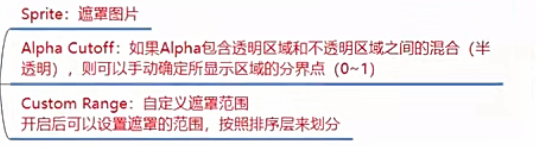 Sprite：遮罩图片
Alpha Cutoff：如果Alpha包含透明区域和不透明区域之间的混合（半
透明），则可以手动确定所显示区域的分界点（0~1）
Custom Range：自定义遮罩范围
开启后可以设置遮罩的范围，按照排序层来划分